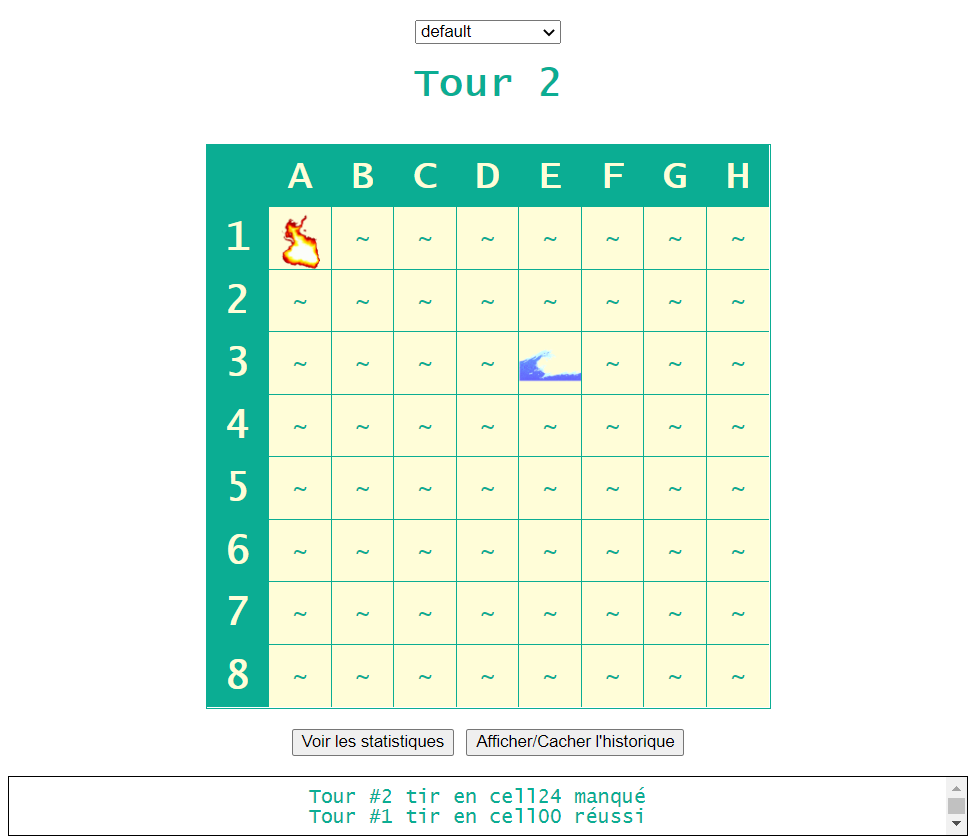 default
Tour 2
A B C D E F G H
1 ~ ~ ~ ~ ~ ~ ~
2 ~ ~ ~ ~ ~ ~ ~ ~
3 ~ ~ ~ ~ ~ ~ ~
4 ~ ~ ~ ~ ~ ~ ~ ~
5 ~ ~ ~ ~ ~ ~ ~ ~
6 ~ ~ ~ ~ ~ ~ ~ ~
7 ~ ~ ~ ~ ~ ~ ~ ~
8 ~ ~ ~ ~ ~ ~ ~ ~
Voir les statistiques Afficher/Cacher l'historique
Tour #2 tir en cell24 manqué
Tour #1 tir en cell00 réussi